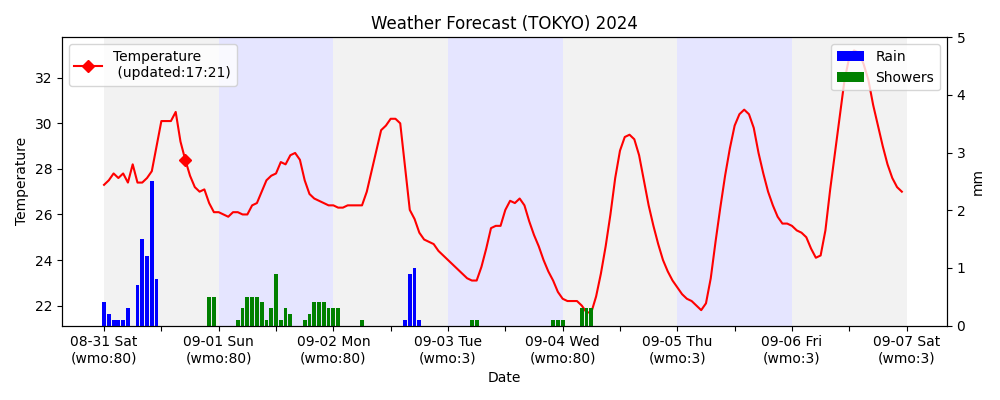 Weather Forecast (TOKYO) 2024
Temperature
(updated:17:21)
Rain
Showers
Temperature
32
30
28
26
24
22
5
4
3
2
1
0
mm
08-31 Sat
(wmo:80)
09-01 Sun
(wmo:80)
09-02 Mon
(wmo:80)
09-03 Tue
(wmo:3)
09-04 Wed
(wmo:80)
09-05 Thu
(wmo:3)
09-06 Fri
(wmo:3)
09-07 Sat
(wmo:3)
Date